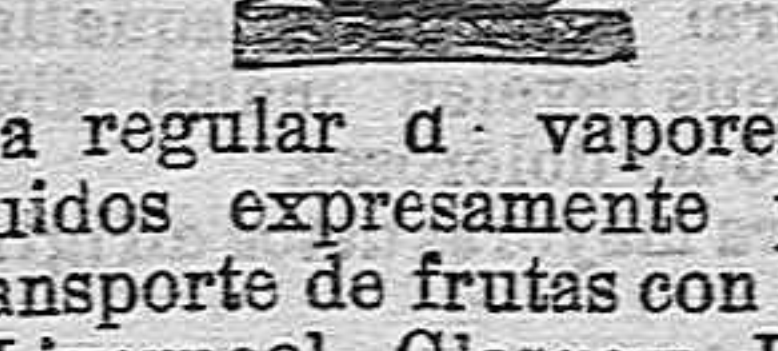 a regular d vapore
uidos expresamente
ansporte de frutas con